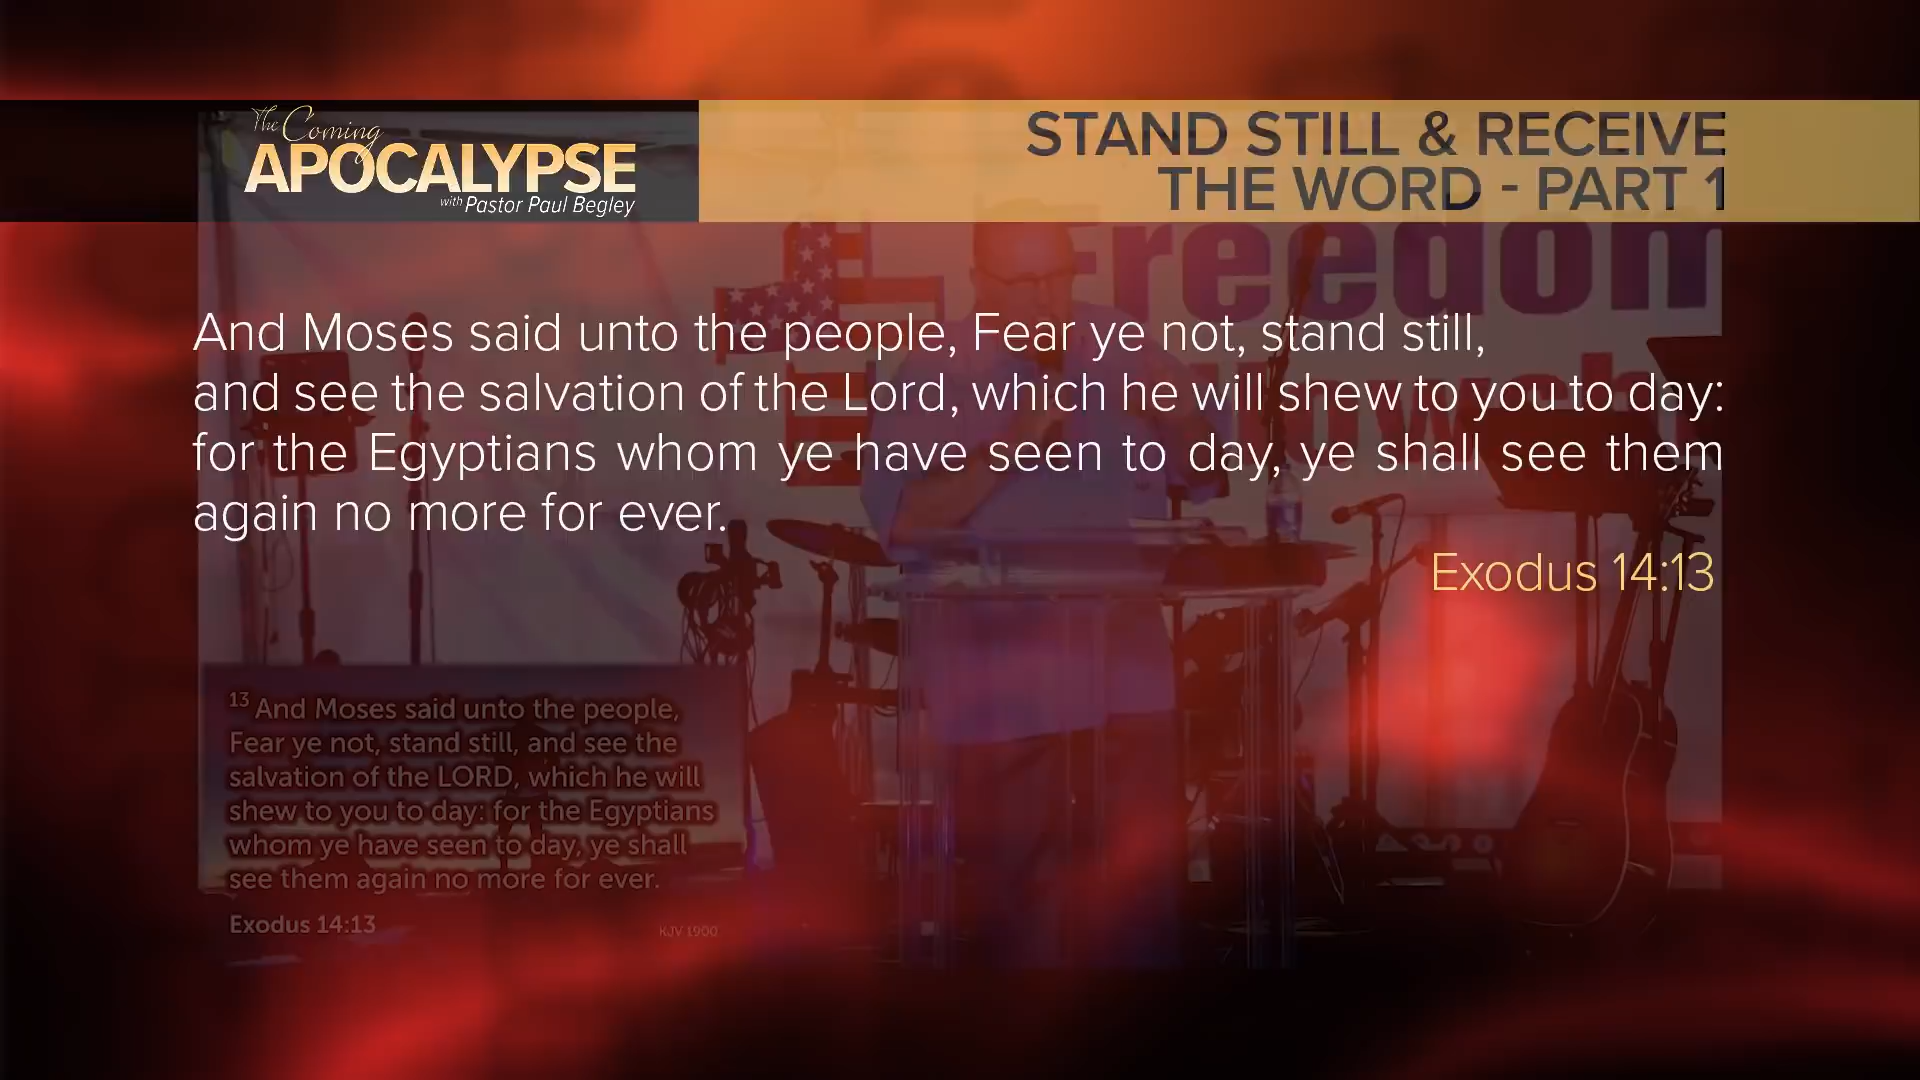 The Coming
APOCALYPSE
with Pastor Paul Begley
STAND STILL & RECEIVE
THE WORD - PART 1
Freedom
And Moses said unto the people, Fear ye not, stand still,
and see the salvation of the Lord, which he will shew to you to day:
for the Egyptians whom ye have seen to day, ye shall see them
again no more for ever.
Exodus 14:13
13 And Moses said unto the people,
Fear ye not, stand still, and see the
salvation of the LORD, which he will
shew to you to day: for the Egyptians
whom ye have seen to day, ye shall
see them again no more for ever.
Exodus 14:13
KJV 1900